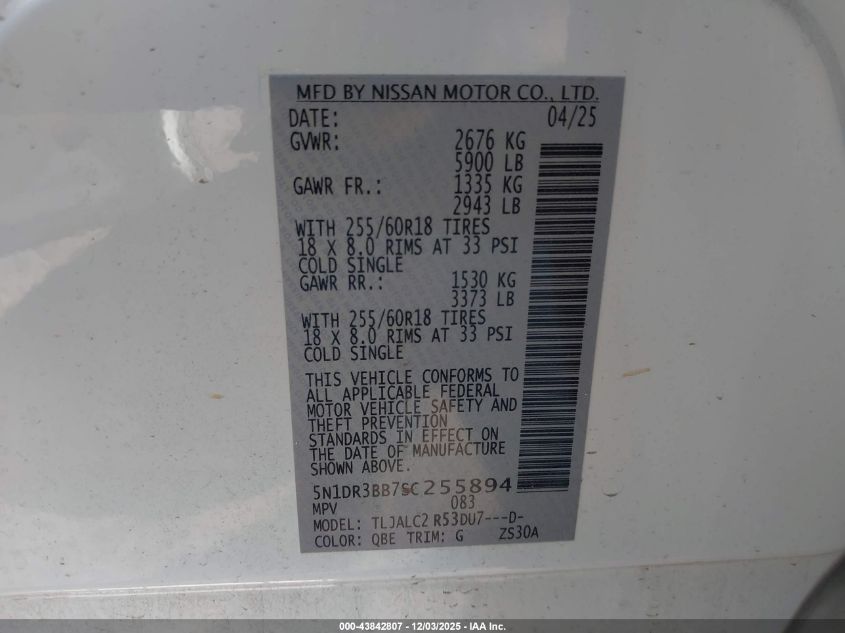 MFD BY NISSAN MOTOR CO., LTD.
DATE: 04/25
GVWR: 2676 KG
5900 LB
GAWR FR.: 1335 KG
2943 LB
WITH 255/60R18 TIRES
18 X 8.0 RIMS AT 33 PSI
COLD SINGLE
GAWR RR.: 1530 KG
3373 LB
WITH 255/60R18 TIRES
18 X 8.0 RIMS AT 33 PSI
COLD SINGLE
THIS VEHICLE CONFORMS TO
ALL APPLICABLE FEDERAL
MOTOR VEHICLE SAFETY AND
THEFT PREVENTION
STANDARDS IN EFFECT ON
THE DATE OF MANUFACTURE
SHOWN ABOVE.
5N1DR3BB7SC255894
MPV 083
MODEL: TLJALC2 R53DU7---D-
COLOR: QBE TRIM: G ZS30A
000-43842807 - 12/03/2025 - IAA Inc.